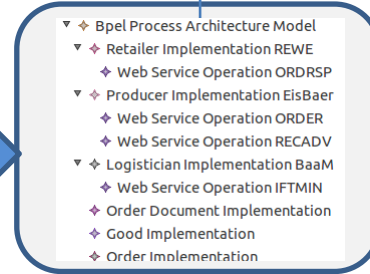 Bpel Process Architecture Model
Retailer Implementation REWE
Web Service Operation ORDRSP
Producer Implementation EisBaer
Web Service Operation ORDER
Web Service Operation RECADV
Logistician Implementation BaaM
Web Service Operation IFTMIN
Order Document Implementation
Good Implementation
Order Implementation